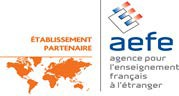 ÉTABLISSEMENT
PARTENAIRE
aefe
agence pour
l'enseignement
français
à l'étranger